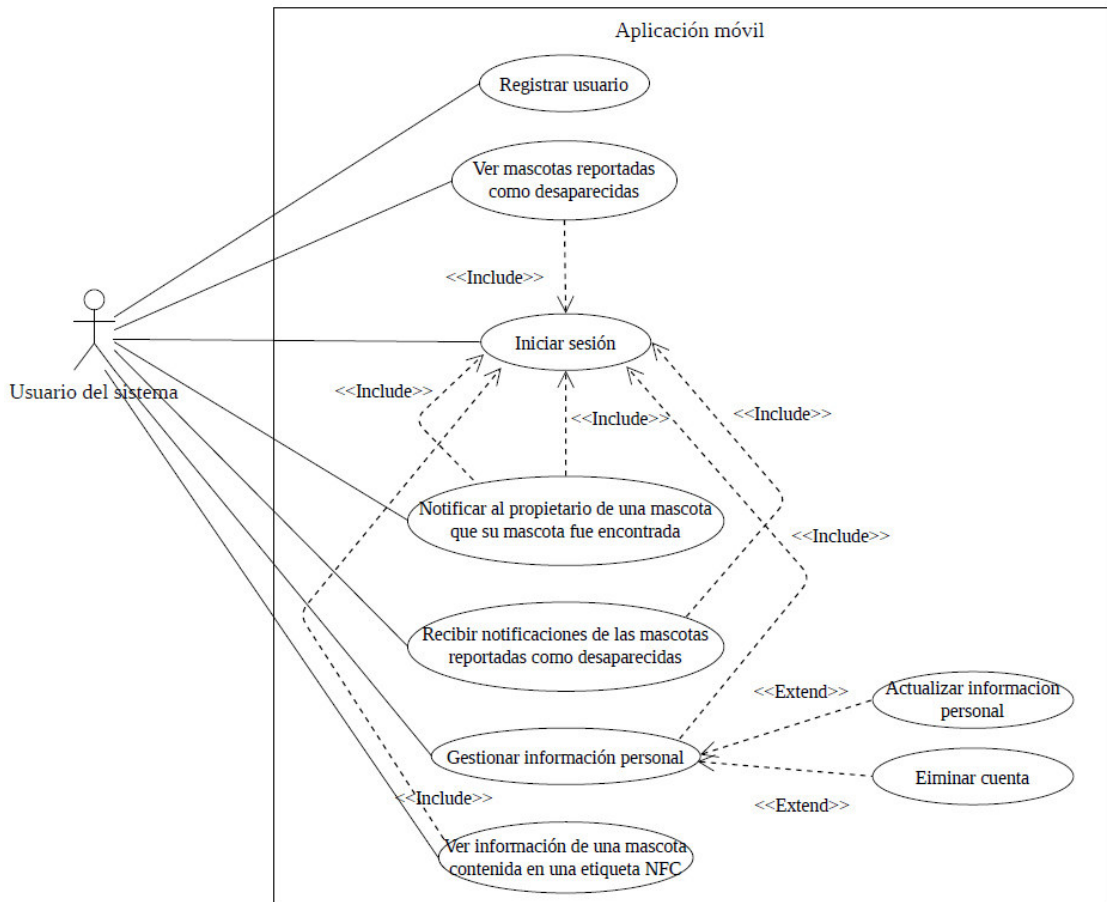 Aplicación móvil
Registrar usuario
Ver mascotas reportadas
como desaparecidas
<<Include>>
Iniciar sesión
Usuario del sistema
<<Include>>
<<Include>>
<<Include>>
Notificar al propietario de una mascota
que su mascota fue encontrada
<<Include>>
Recibir notificaciones de las mascotas
reportadas como desaparecidas
<<Extend>>
Actualizar informacion
personal
Gestionar información personal
Eiminar cuenta
<<Include>>
<<Extend>>
Ver información de una mascota
contenida en una etiqueta NFC